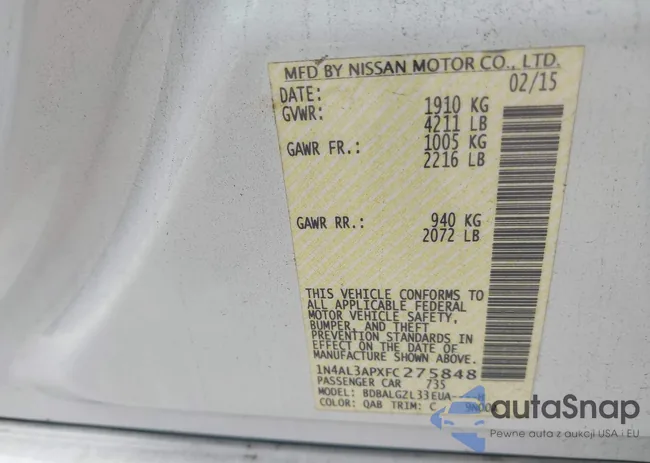 MFD BY NISSAN MOTOR CO., LTD.
DATE: 02/15
GVWR: 1910 KG
4211 LB
GAWR FR.: 1005 KG
2216 LB
GAWR RR.: 940 KG
2072 LB
THIS VEHICLE CONFORMS TO
ALL APPLICABLE FEDERAL
MOTOR VEHICLE SAFETY,
BUMPER, AND THEFT
PREVENTION STANDARDS IN
EFFECT ON THE DATE OF
MANUFACTURE SHOWN ABOVE.
1N4AL3APXFC275848
PASSENGER CAR 735
MODEL: BDBALGZL33EUA
COLOR: QAB TRIM: C
autoSnap
Pewne auta z aukcji USA i EU